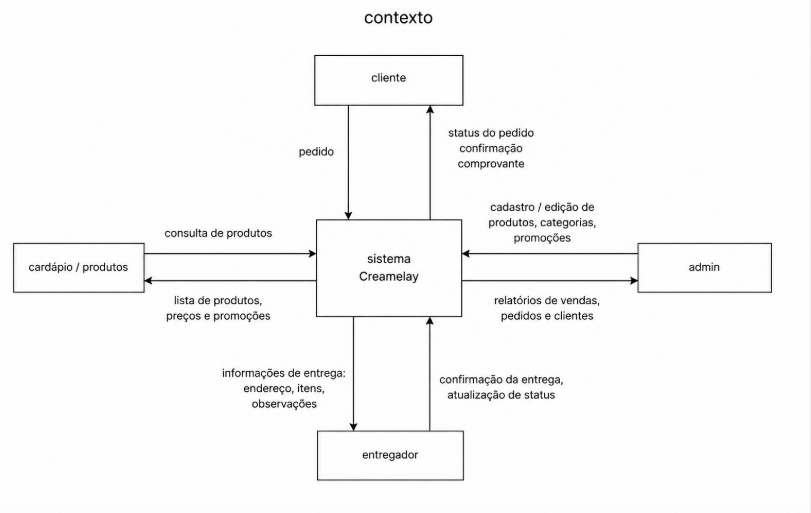 contexto
cliente
pedido
status do pedido
confirmação
comprovante
consulta de produtos
cadastro / edição de
produtos, categorias,
promoções
cardápio / produtos
sistema
Creamelay
admin
lista de produtos,
preços e promoções
relatórios de vendas,
pedidos e clientes
informações de entrega:
endereço, itens,
observações
confirmação da entrega,
atualização de status
entregador